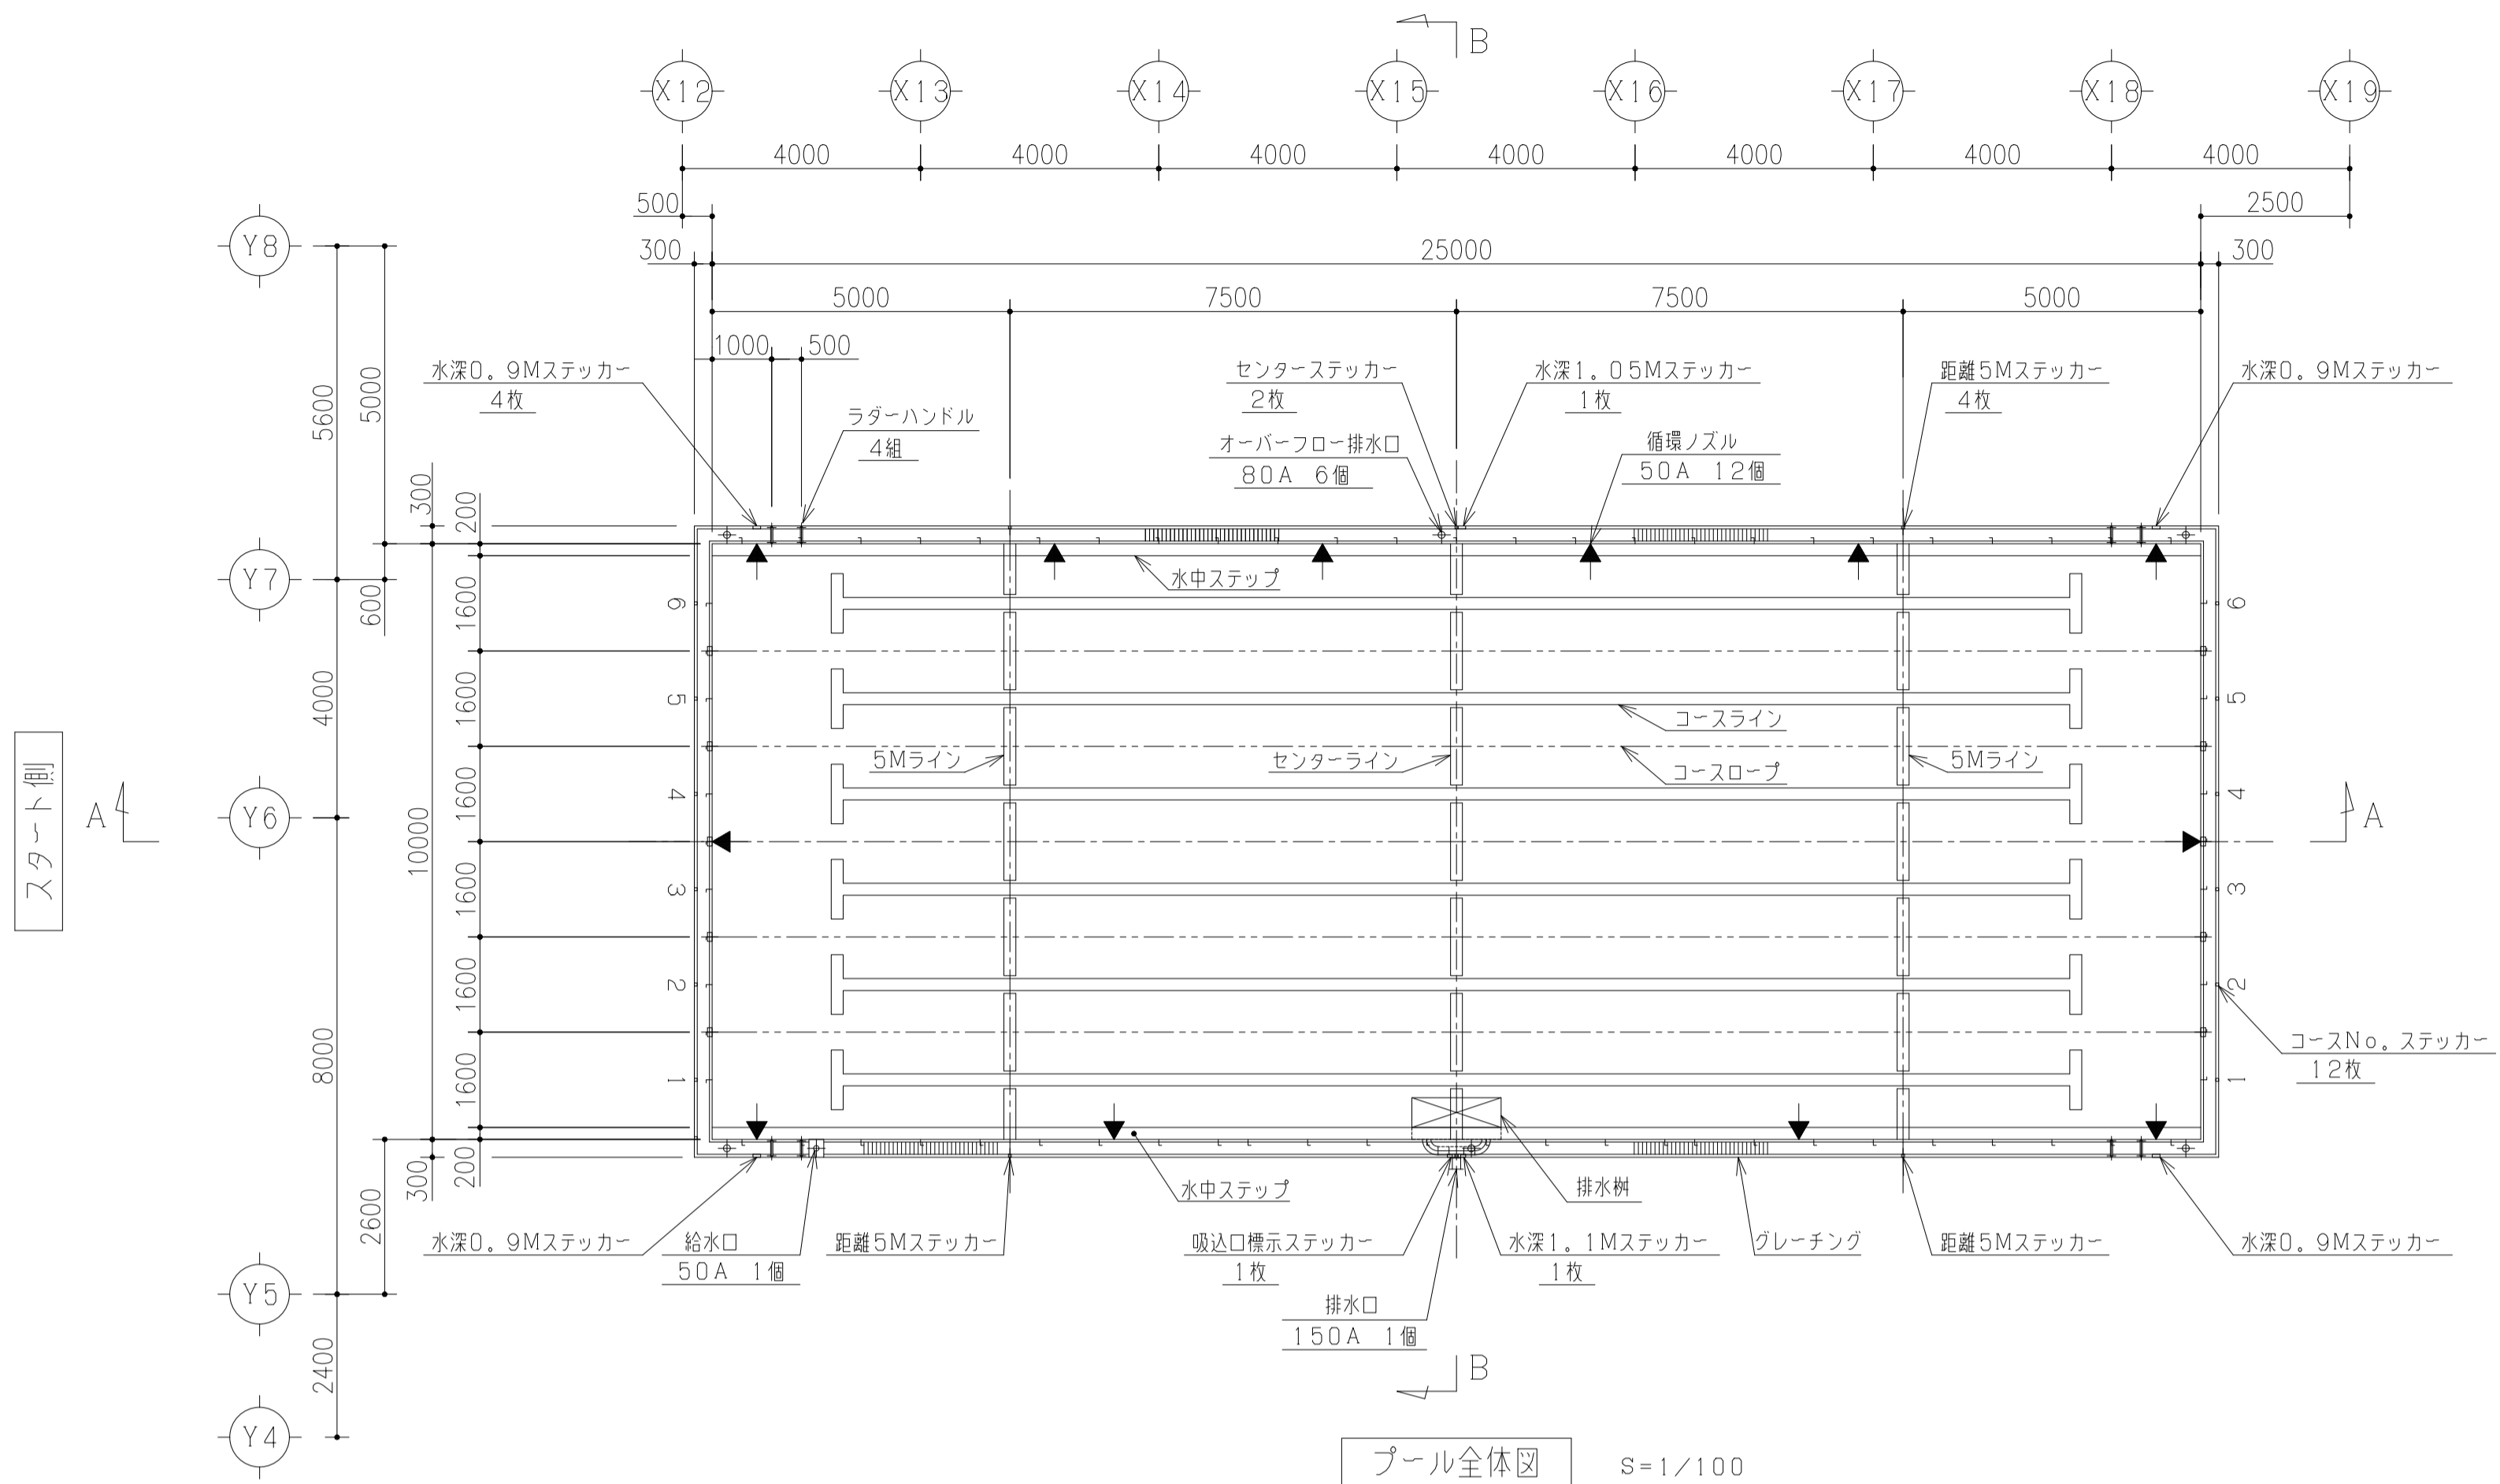 B
X12 X13 X14 X15 X16 X17 X18 X19
4000 4000 4000 4000 4000 4000 4000
500 2500
300 25000 300
5000 7500 7500 5000
1000 500
Y8
Y7
Y6
Y5
Y4
5600
4000
8000
2400
5000
600
2600
300
10000
300
200
1600
1600
1600
1600
1600
1600
200
水深0。9Mステッカー
4枚
ラダーハンドル
4組
センターステッカー
2枚
オーバーフロー排水口
80A 6個
水深1。05Mステッカー
1枚
循環ノズル
50A 12個
距離5Mステッカー
4枚
水深0。9Mステッカー
水中ステップ
6 6
5 5
コースライン
5Mライン センターライン コースロープ 5Mライン
4 4
スタート側
A A
3 3
2 2
1 1
コースNo。ステッカー
12枚
水中ステップ
排水桝
水深0。9Mステッカー
給水口
50A 1個
距離5Mステッカー
吸込口標示ステッカー
1枚
水深1。1Mステッカー
1枚
グレーチング
距離5Mステッカー
水深0。9Mステッカー
排水口
150A 1個
B
プール全体図 S=1/100